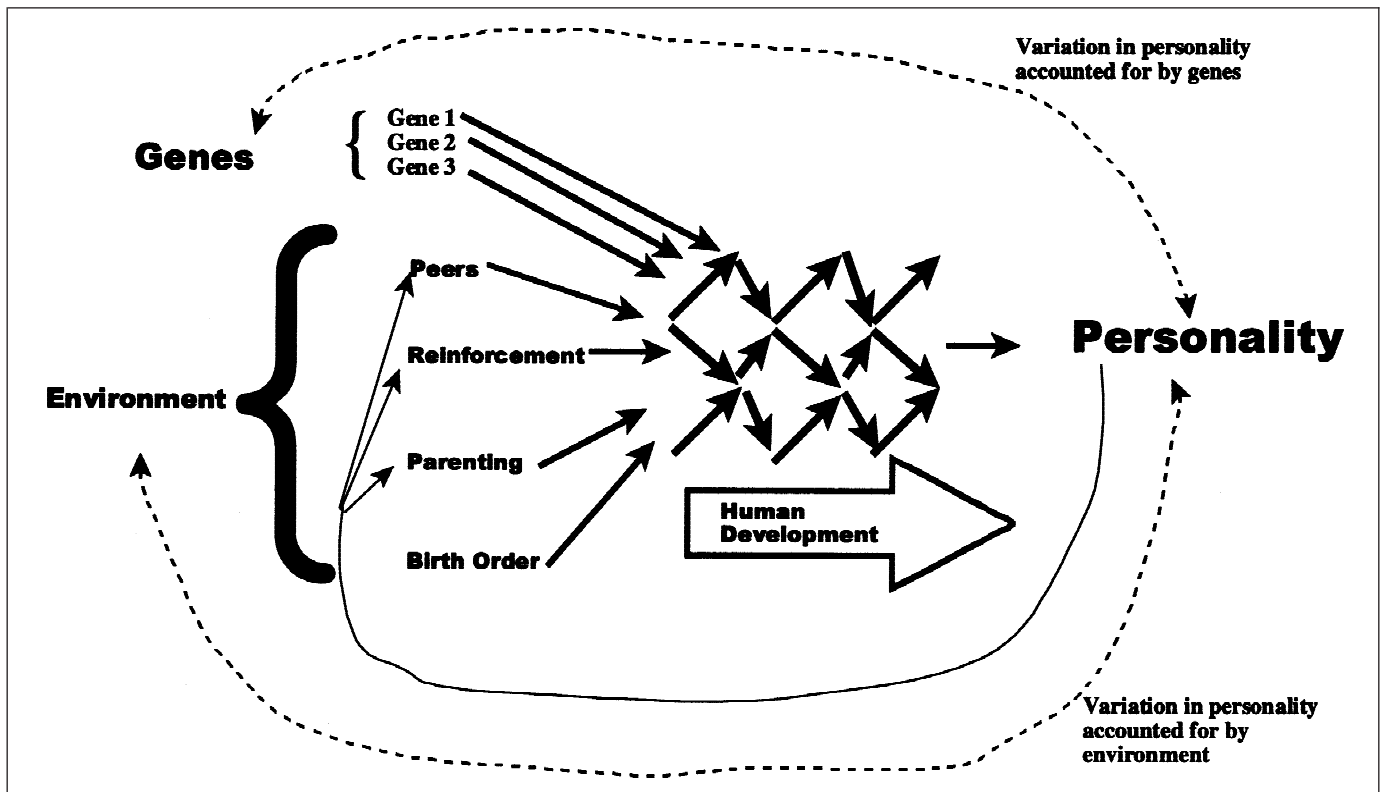 Variation in personality
accounted for by genes
Genes
Gene 1
Gene 2
Gene 3
Peers
Reinforcement
Environment
Parenting
Birth Order
Human
Development
Personality
Variation in personality
accounted for by
environment